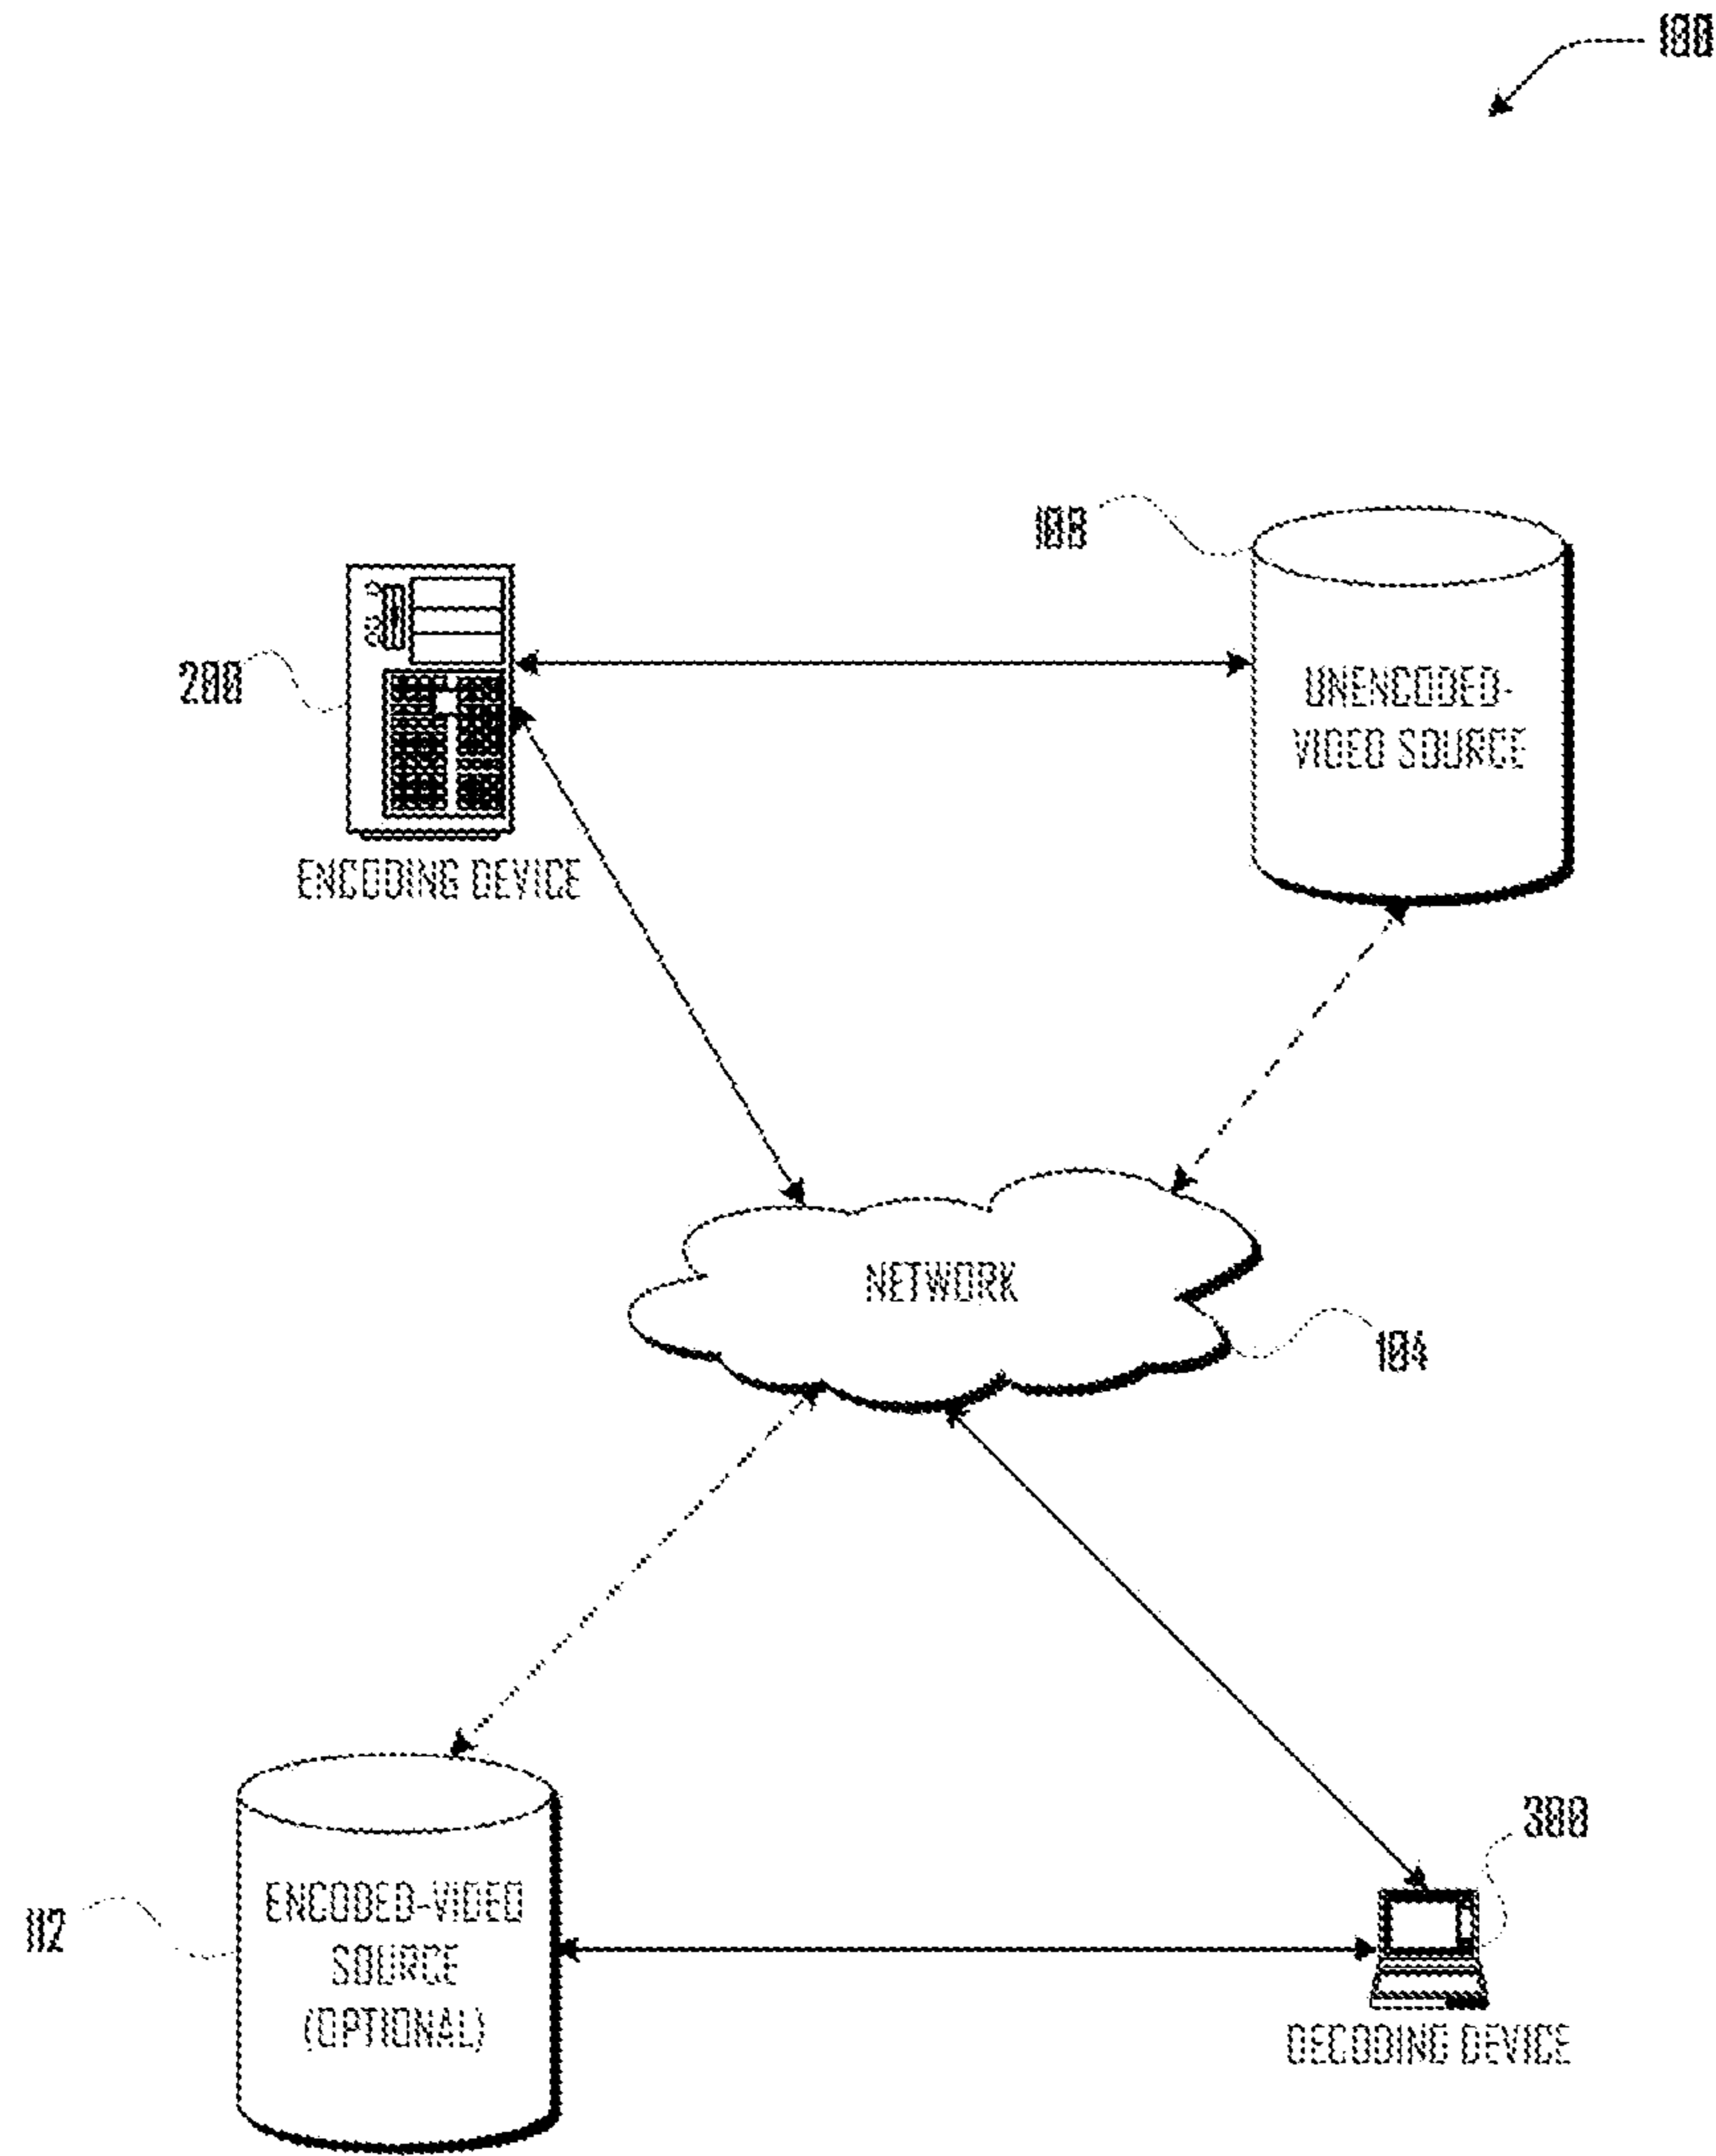 100
108
200
UNENCODED-
VIDEO SOURCE
ENCODING DEVICE
NETWORK
104
300
ENCODED-VIDEO
SOURCE
(OPTIONAL)
112
DECODING DEVICE